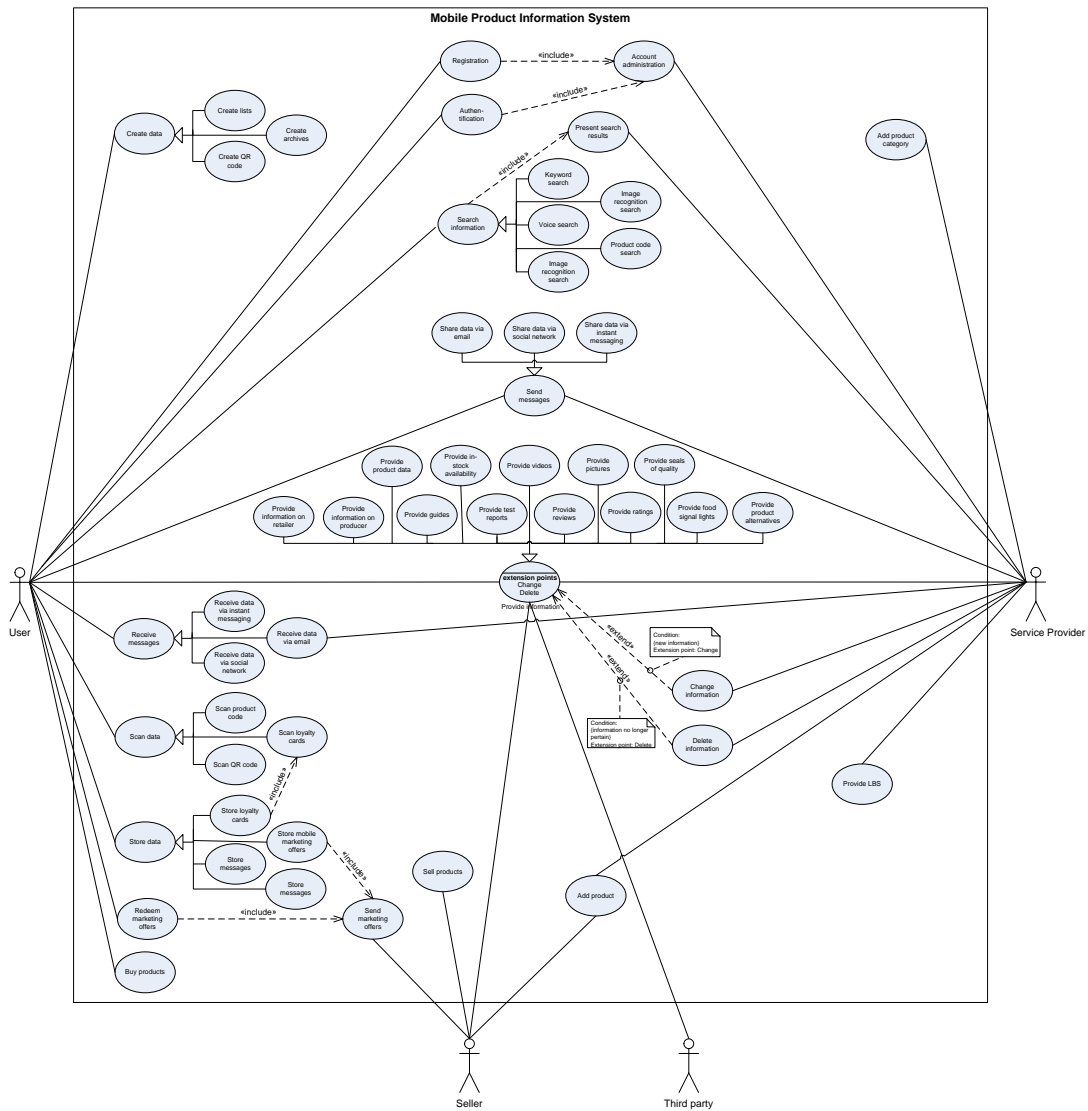 Mobile Product Information System
Registration
«include»
Account
administration
Authen-
tification
«include»
Create lists
Create data
Create
archives
Create QR
code
Present search
results
Add product
category
«include»
Keyword
search
Image
recognition
search
Search
information
Voice search
Product code
search
Image
recognition
search
Share data via
email
Share data via
social network
Share data via
instant
messaging
Send
messages
Provide
product data
Provide in-
stock
availability
Provide videos
Provide
pictures
Provide seals
of quality
Provide
information on
retailer
Provide
information on
producer
Provide guides
Provide test
reports
Provide
reviews
Provide ratings
Provide food
signal lights
Provide
product
alternatives
extension points
Change
Delete
Provide information
User
Service Provider
Receive data
via instant
messaging
Receive
messages
Receive data
via email
Receive data
via social
network
«extend»
«extend»
Condition:
(new information)
Extension point: Change
Change
information
Condition:
(information no longer
pertain)
Extension point: Delete
Delete
information
Scan product
code
Scan data
Scan loyalty
cards
Scan QR code
«include»
Provide LBS
Store loyalty
cards
Store data
Store mobile
marketing
offers
Store
messages
Store
messages
«include»
Sell products
Add product
Redeem
marketing
offers
«include»
Send
marketing
offers
Buy products
Seller
Third party